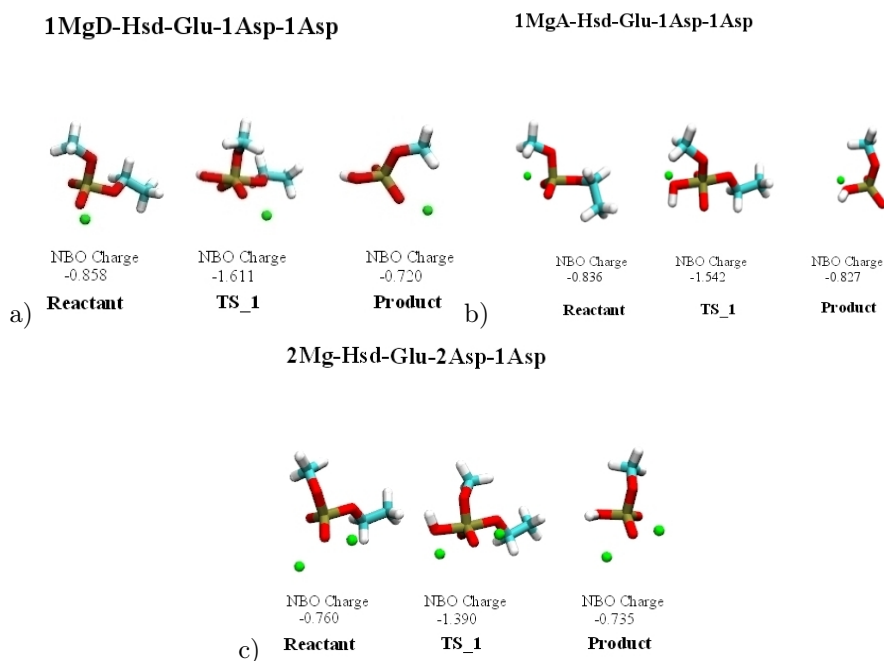 1MgD-Hsd-Glu-1Asp-1Asp
1MgA-Hsd-Glu-1Asp-1Asp
NBO Charge NBO Charge NBO Charge
-0.858 -1.611 -0.720
Reactant TS_1 Product
a)
NBO Charge NBO Charge NBO Charge
-0.836 -1.542 -0.827
Reactant TS_1 Product
b)
2Mg-Hsd-Glu-2Asp-1Asp
NBO Charge NBO Charge NBO Charge
-0.760 -1.390 -0.735
Reactant TS_1 Product
c)